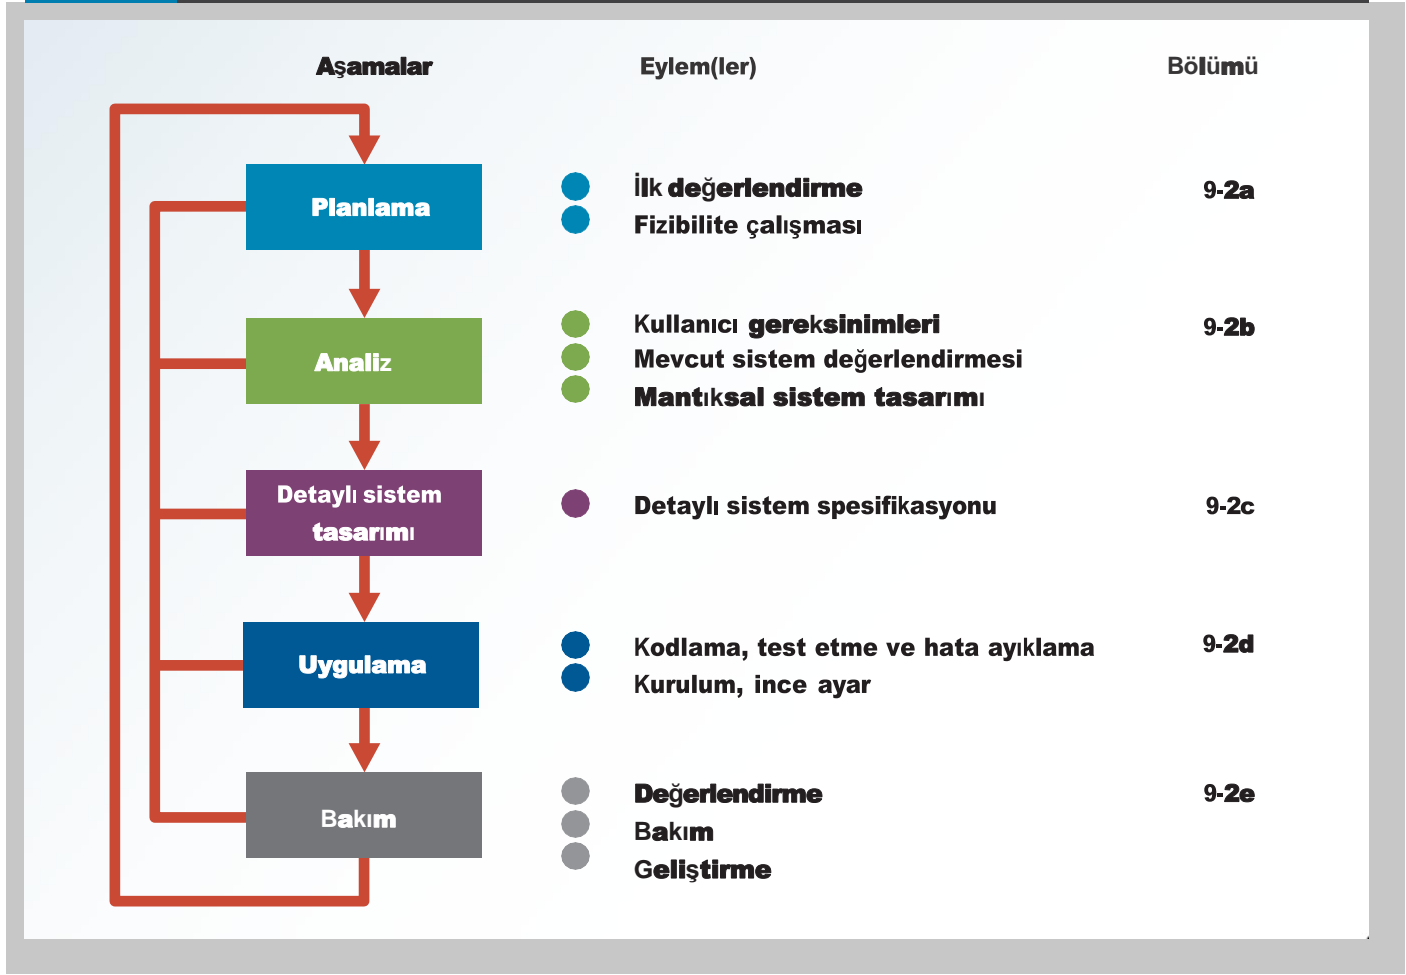 Aşamalar Eylem(ler) Bölümü
Planlama
İlk değerlendirme
Fizibilite çalışması
9-2a
Analiz
Kullanıcı gereksinimleri
Mevcut sistem değerlendirmesi
Mantıksal sistem tasarımı
9-2b
Detaylı sistem
tasarımı
Detaylı sistem spesifikasyonu
9-2c
Uygulama
Kodlama, test etme ve hata ayıklama
Kurulum, ince ayar
9-2d
Bakım
Değerlendirme
Bakım
Geliştirme
9-2e